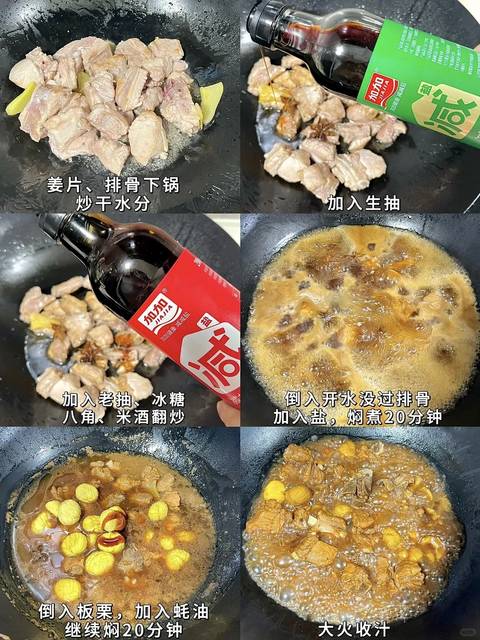 姜片、排骨下锅
炒干水分
加加
JIAJIA
减
加入生抽
加加
JIAJIA
减
加入老抽、冰糖
八角、米酒翻炒
倒入开水没过排骨
加入盐，焖煮20分钟
倒入板栗，加入蚝油
继续焖20分钟
大火收汁